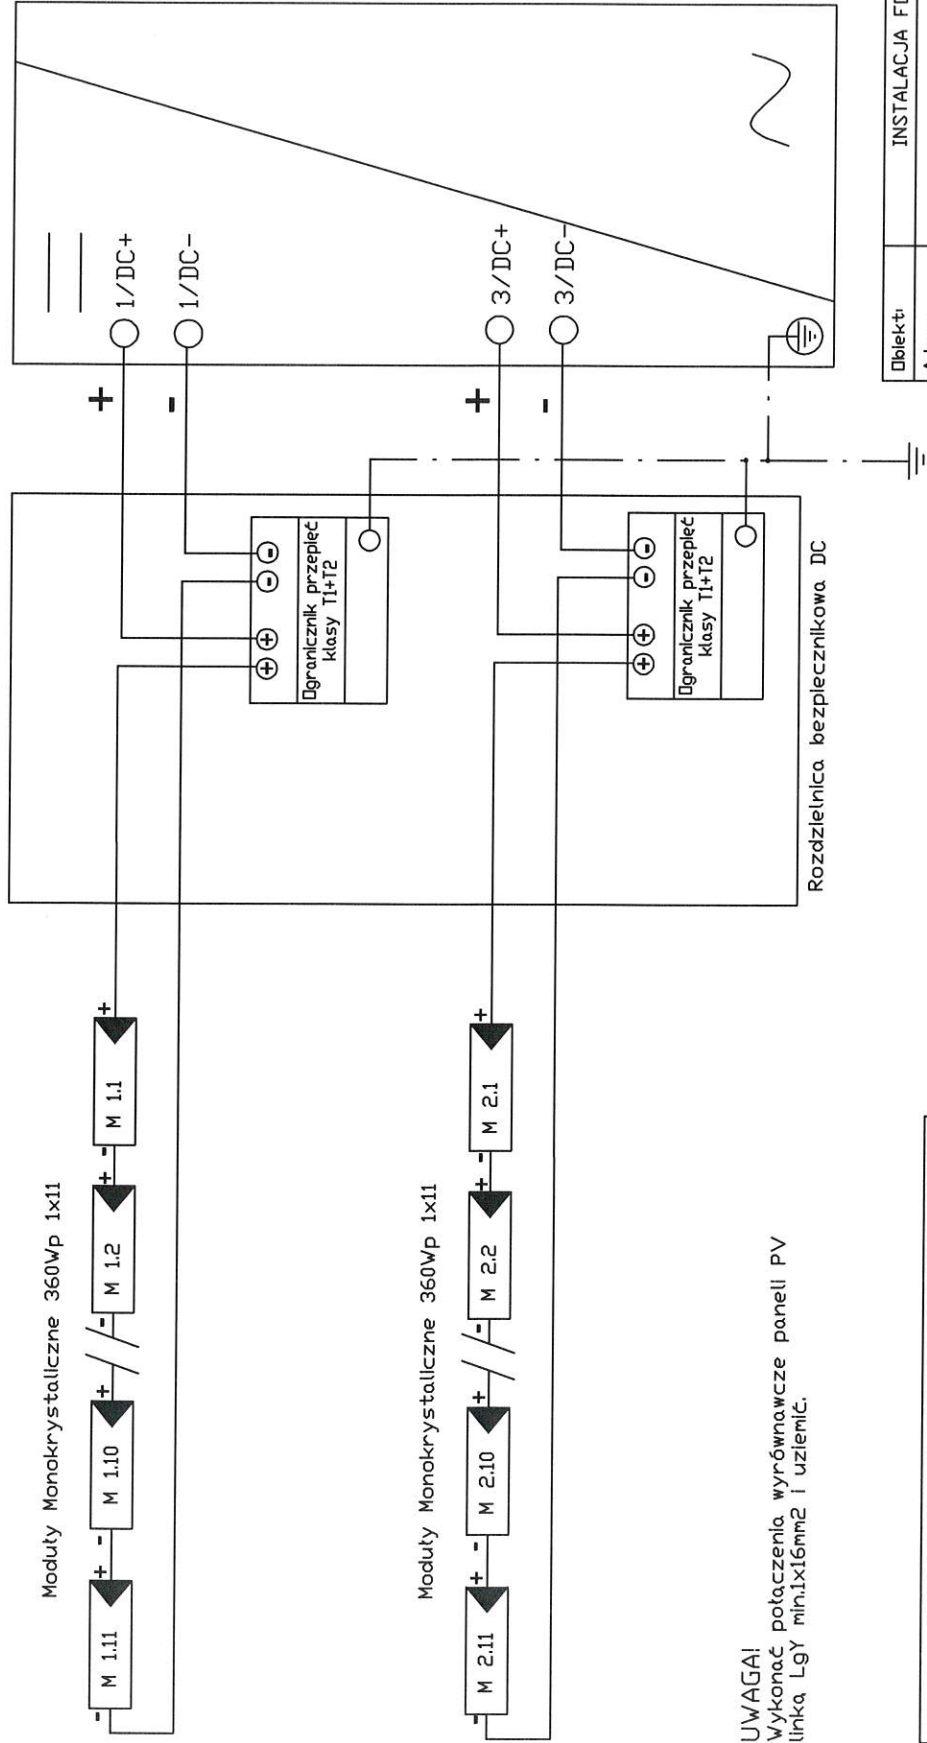 Moduły Monokrystaliczne 360Wp 1x11
- M 1.11 + - M 1.10 + - M 1.2 + - M 1.1 +
+ 1/DC+
- 1/DC-
+ + - -
Ogranicznik przepięć
klasy T1+T2
Moduły Monokrystaliczne 360Wp 1x11
- M 2.11 + - M 2.10 + - M 2.2 + - M 2.1 +
+ 3/DC+
- 3/DC-
+ + - -
Ogranicznik przepięć
klasy T1+T2
Rozdzielnica bezpiecznikowa DC
UWAGA!
Wykonać połączenia wyrównawcze paneli PV
linką LgY min.1x16mm2 i uziemić.
Obiekt: INSTALACJA